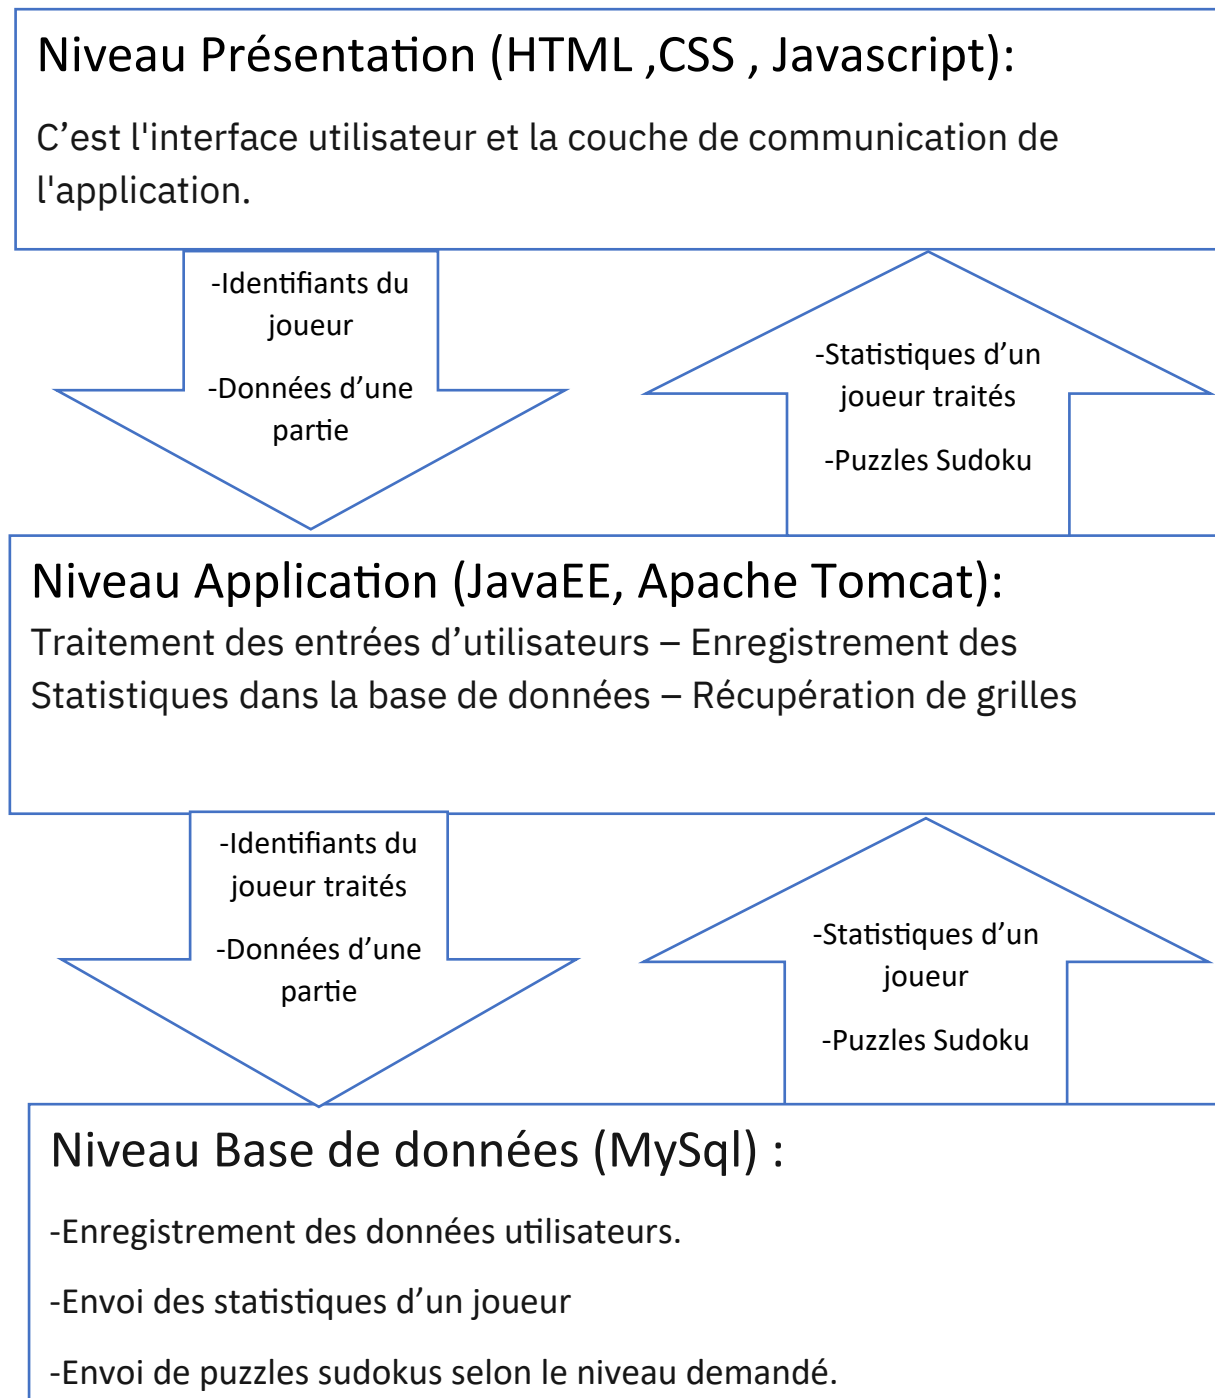 Niveau Présentation (HTML ,CSS , Javascript):
C’est l'interface utilisateur et la couche de communication de
l'application.
-Identifiants du
joueur
-Données d’une
partie
-Statistiques d’un
joueur traités
-Puzzles Sudoku
Niveau Application (JavaEE, Apache Tomcat):
Traitement des entrées d’utilisateurs – Enregistrement des
Statistiques dans la base de données – Récupération de grilles
-Identifiants du
joueur traités
-Données d’une
partie
-Statistiques d’un
joueur
-Puzzles Sudoku
Niveau Base de données (MySql) :
-Enregistrement des données utilisateurs.
-Envoi des statistiques d’un joueur
-Envoi de puzzles sudokus selon le niveau demandé.